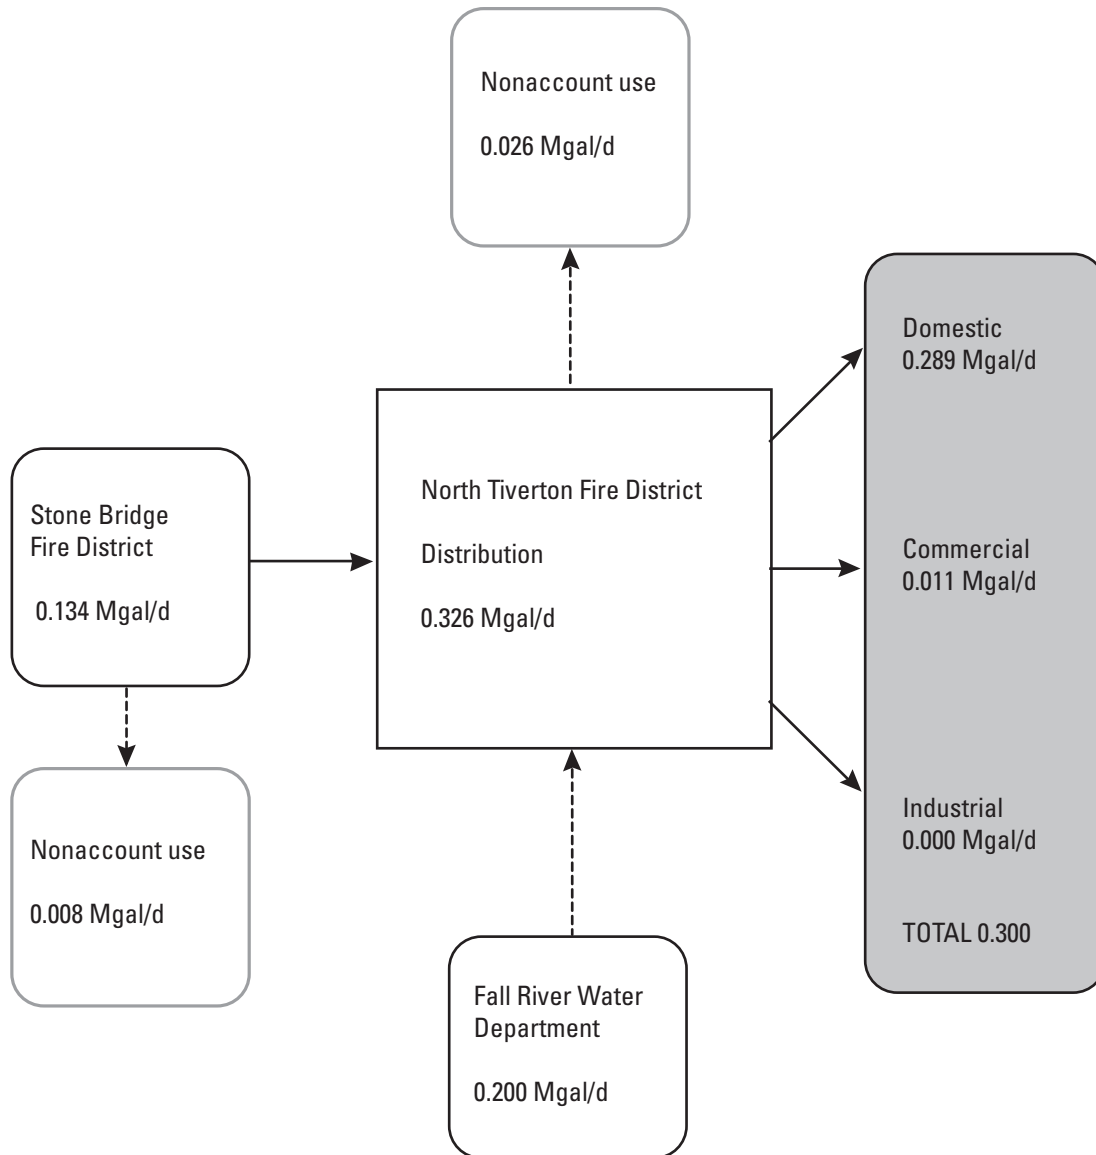 Nonaccount use
0.026 Mgal/d
Domestic
0.289 Mgal/d
North Tiverton Fire District
Distribution
0.326 Mgal/d
Stone Bridge
Fire District
0.134 Mgal/d
Commercial
0.011 Mgal/d
Nonaccount use
0.008 Mgal/d
Industrial
0.000 Mgal/d
TOTAL 0.300
Fall River Water
Department
0.200 Mgal/d